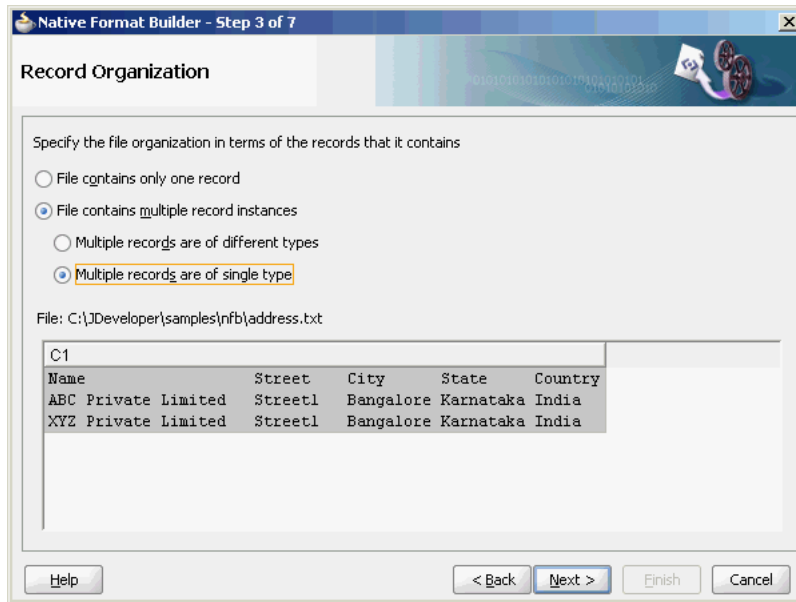 Native Format Builder - Step 3 of 7
Record Organization
Specify the file organization in terms of the records that it contains
File contains only one record
File contains multiple record instances
Multiple records are of different types
Multiple records are of single type
File: C:\JDeveloper\samples\nfb\address.txt
C1
Name Street City State Country
ABC Private Limited Street1 Bangalore Karnataka India
XYZ Private Limited Street1 Bangalore Karnataka India
Help < Back Next > Finish Cancel